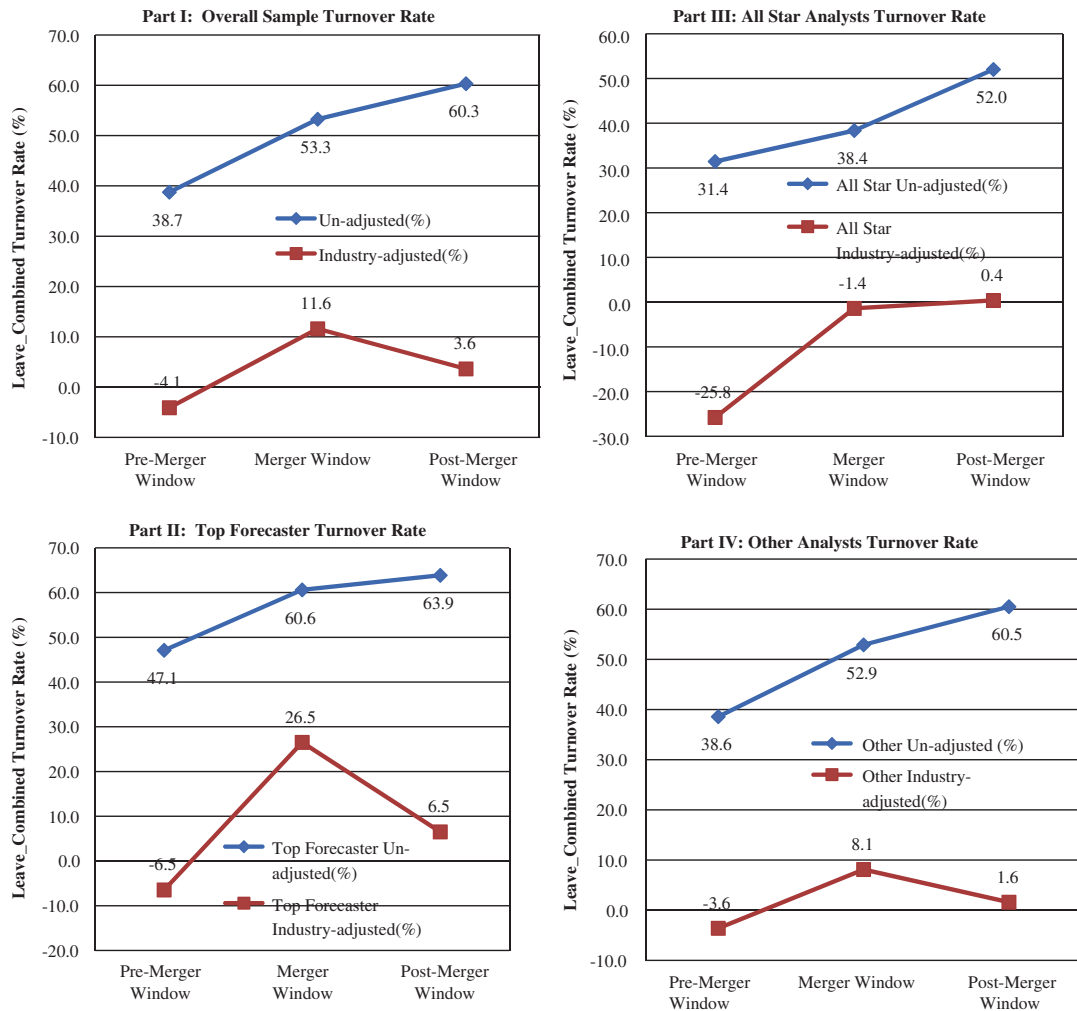 Part I: Overall Sample Turnover Rate
Leave_Combined Turnover Rate (%)
70.0
60.0
50.0
40.0
30.0
20.0
10.0
0.0
-10.0
38.7
53.3
60.3
Un-adjusted(%)
Industry-adjusted(%)
-4.1
11.6
3.6
Pre-Merger
Window
Merger Window
Post-Merger
Window
Part III: All Star Analysts Turnover Rate
Leave_Combined Turnover Rate (%)
60.0
50.0
40.0
30.0
20.0
10.0
0.0
-10.0
-20.0
-30.0
31.4
38.4
52.0
All Star Un-adjusted(%)
All Star
Industry-adjusted(%)
-25.8
-1.4
0.4
Pre-Merger
Window
Merger
Window
Post-Merger
Window
Part II: Top Forecaster Turnover Rate
Leave_Combined Turnover Rate (%)
70.0
60.0
50.0
40.0
30.0
20.0
10.0
0.0
-10.0
-20.0
47.1
60.6
63.9
-6.5
26.5
6.5
Top Forecaster Un-
adjusted(%)
Top Forecaster
Industry-adjusted(%)
Pre-Merger
Window
Merger
Window
Post-Merger
Window
Part IV: Other Analysts Turnover Rate
Leave_Combined Turnover Rate (%)
70.0
60.0
50.0
40.0
30.0
20.0
10.0
0.0
-10.0
38.6
52.9
60.5
Other Un-adjusted (%)
Other Industry-
adjusted(%)
-3.6
8.1
1.6
Pre-Merger
Window
Merger Window
Post-Merger
Window